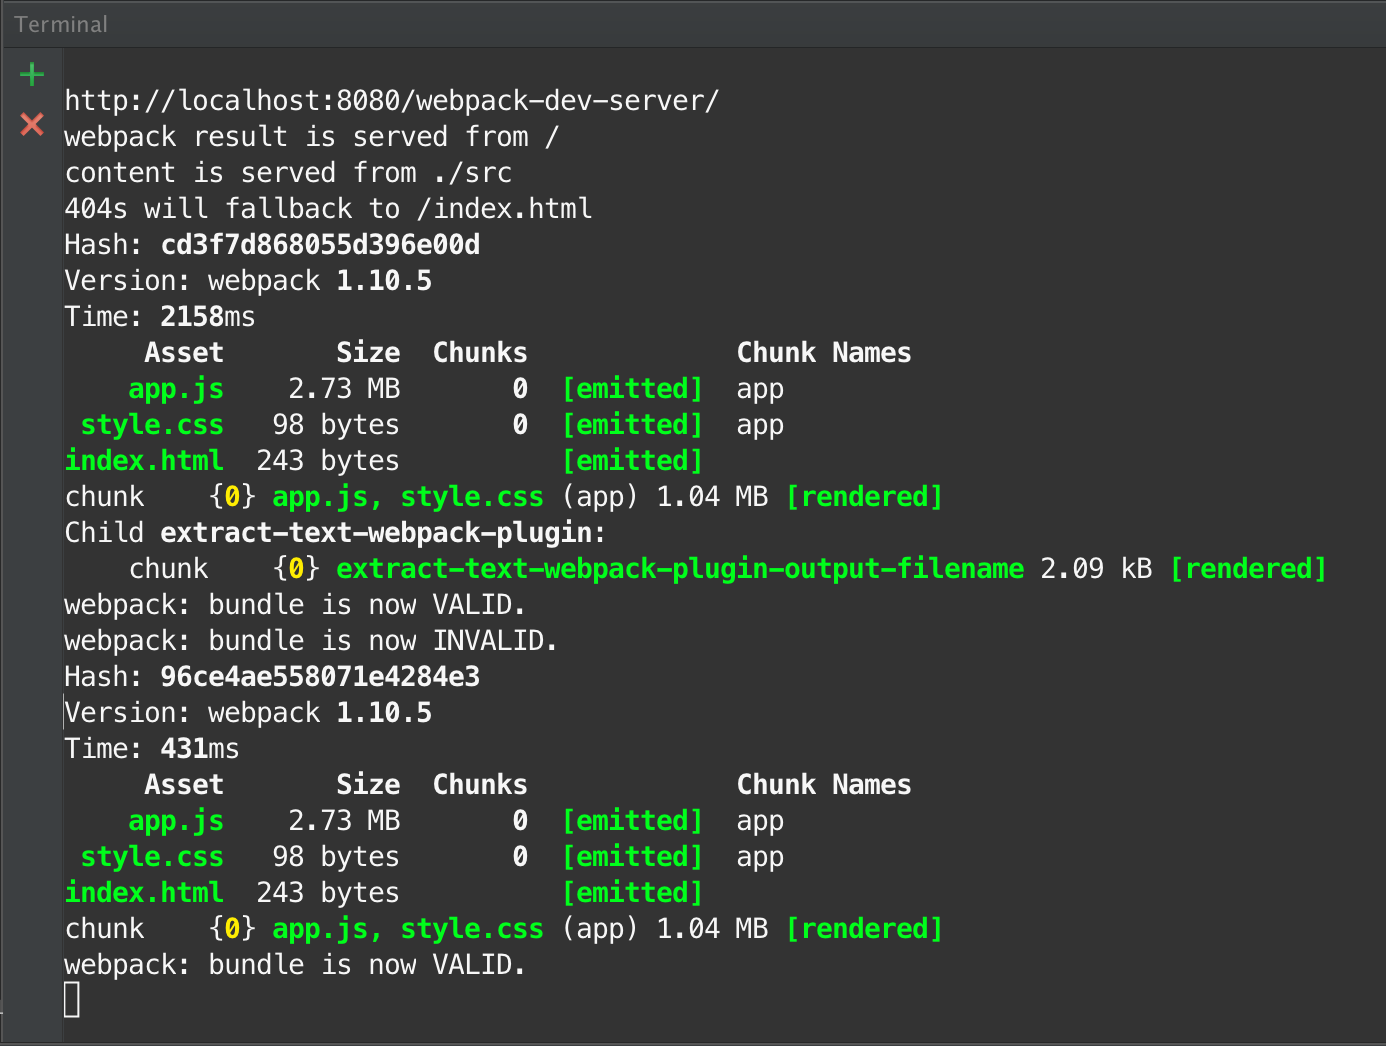 Terminal
http://localhost:8080/webpack-dev-server/
webpack result is served from /
content is served from ./src
404s will fallback to /index.html
Hash: cd3f7d868055d396e00d
Version: webpack 1.10.5
Time: 2158ms
     Asset       Size  Chunks             Chunk Names
    app.js    2.73 MB       0  [emitted]  app
 style.css   98 bytes       0  [emitted]  app
index.html  243 bytes          [emitted]
chunk    {0} app.js, style.css (app) 1.04 MB [rendered]
Child extract-text-webpack-plugin:
    chunk    {0} extract-text-webpack-plugin-output-filename 2.09 kB [rendered]
webpack: bundle is now VALID.
webpack: bundle is now INVALID.
Hash: 96ce4ae558071e4284e3
Version: webpack 1.10.5
Time: 431ms
     Asset       Size  Chunks             Chunk Names
    app.js    2.73 MB       0  [emitted]  app
 style.css   98 bytes       0  [emitted]  app
index.html  243 bytes          [emitted]
chunk    {0} app.js, style.css (app) 1.04 MB [rendered]
webpack: bundle is now VALID.